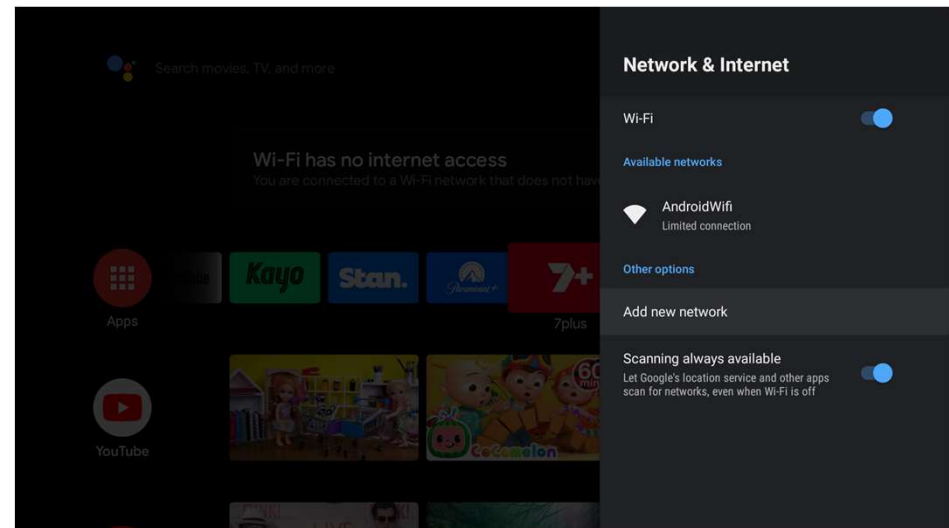 Search movies, TV, and more
Wi-Fi has no internet access
You are connected to a Wi-Fi network that does not hav
Kayo
Stan.
Paramount+
7+
Apps
7plus
60
min
YouTube
CoComelon
LIVE
Network & Internet
Wi-Fi
Available networks
AndroidWifi
Limited connection
Other options
Add new network
Scanning always available
Let Google's location service and other apps
scan for networks, even when Wi-Fi is off